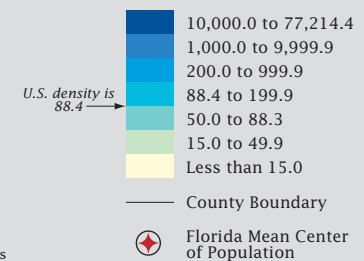 10,000.0 to 77,214.4
1,000.0 to 9,999.9
200.0 to 999.9
U.S. density is
88.4
88.4 to 199.9
50.0 to 88.3
15.0 to 49.9
Less than 15.0
County Boundary
Florida Mean Center
of Population
s